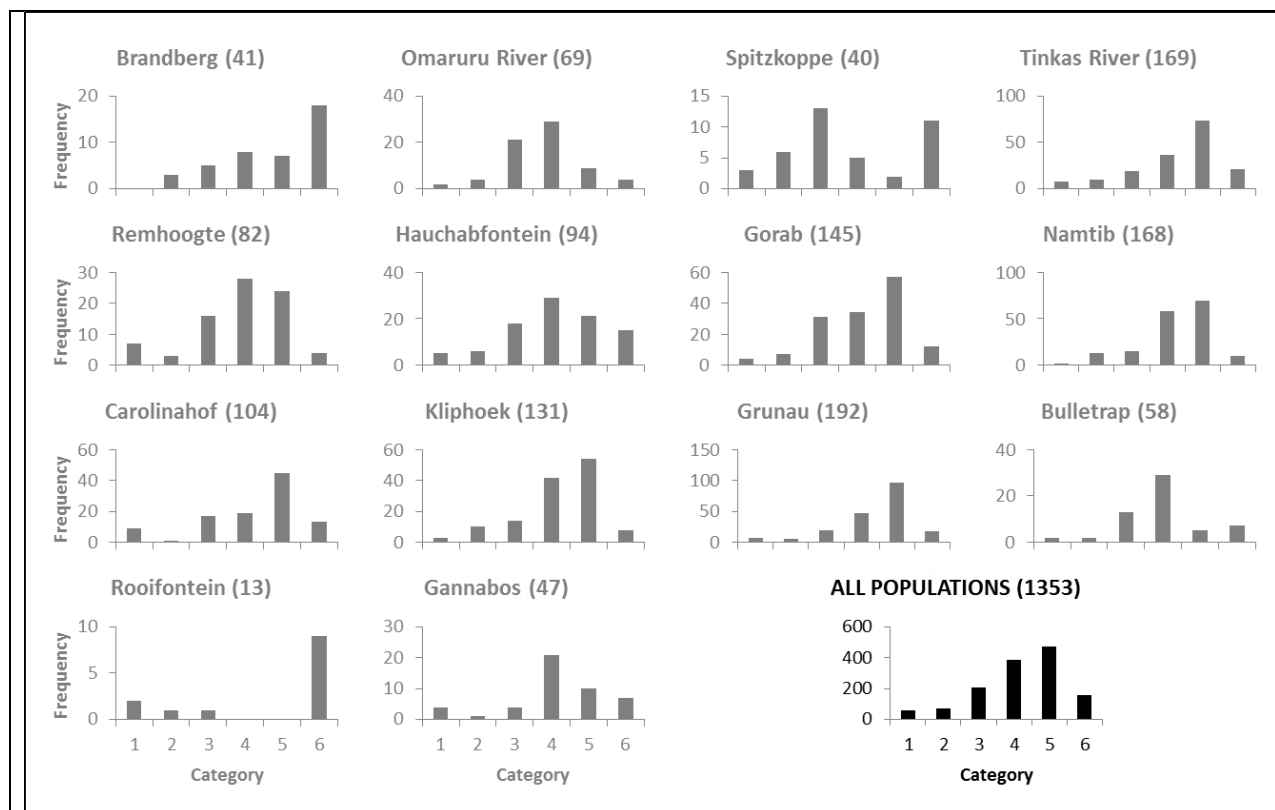 Brandberg (41)
Omaruru River (69)
Spitzkoppe (40)
Tinkas River (169)
Frequency
20
10
0
40
20
0
15
10
5
0
100
50
0
Remhoogte (82)
Hauchabfontein (94)
Gorab (145)
Namtib (168)
Frequency
30
20
10
0
40
20
0
60
40
20
0
100
50
0
Carolinahof (104)
Kliphoek (131)
Grunau (192)
Bulletrap (58)
Frequency
60
40
20
0
60
40
20
0
150
100
50
0
40
20
0
Rooifontein (13)
Gannabos (47)
ALL POPULATIONS (1353)
Frequency
10
5
0
30
20
10
0
600
400
200
0
1 2 3 4 5 6
1 2 3 4 5 6
1 2 3 4 5 6
Category
Category
Category